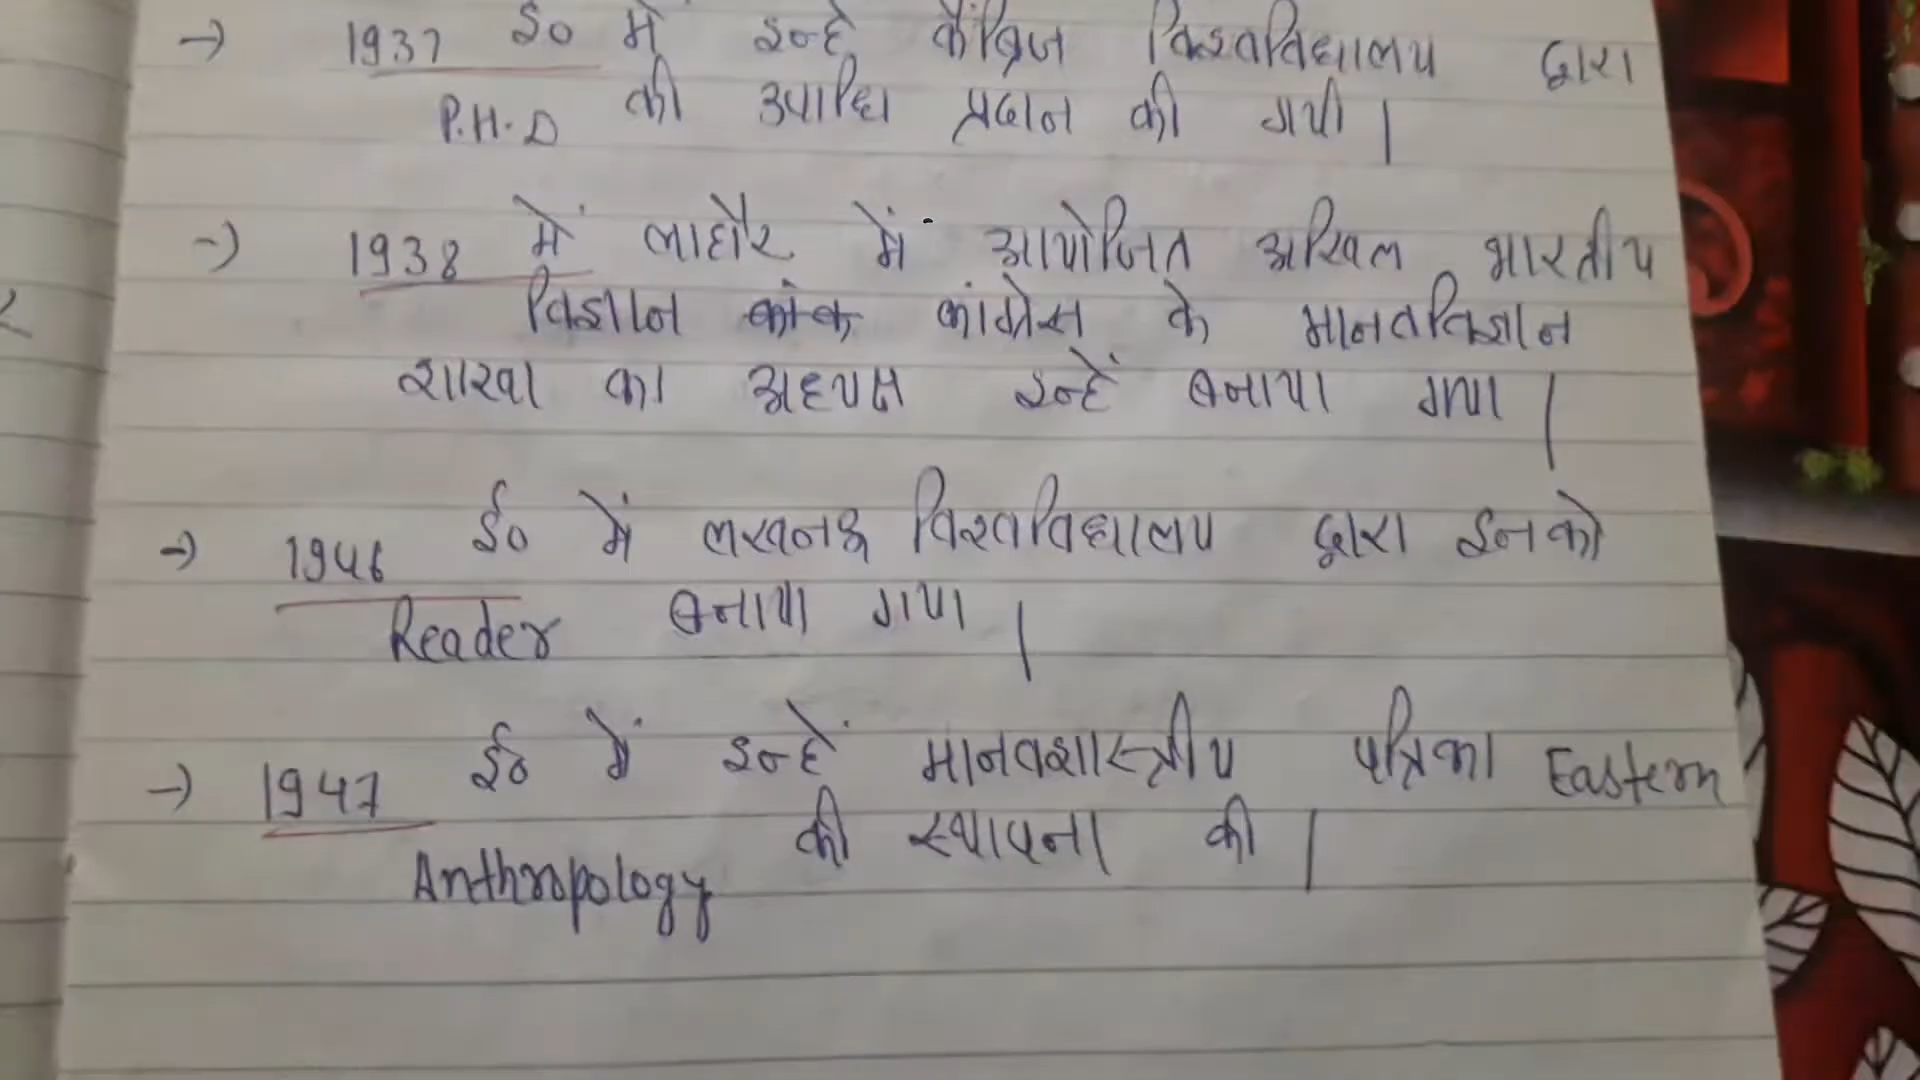 → 1937 ई० में इन्हे कैंब्रिज विश्वविद्यालय द्वारा
P.H.D की उपाधि प्रदान की गयी |
→ 1938 में लाहौर में आयोजित अखिल भारतीय
विज्ञान कांग्रेस के मानवविज्ञान
शाखा का अध्यक्ष इन्हें बनाया गया |
→ 1946 ई० में लखनऊ विश्वविद्यालय द्वारा इनको
Reader बनाया गया |
→ 1947 ई० में इन्हें मानवशास्त्रीय पत्रिका Eastern
Anthropology की स्थापना की |